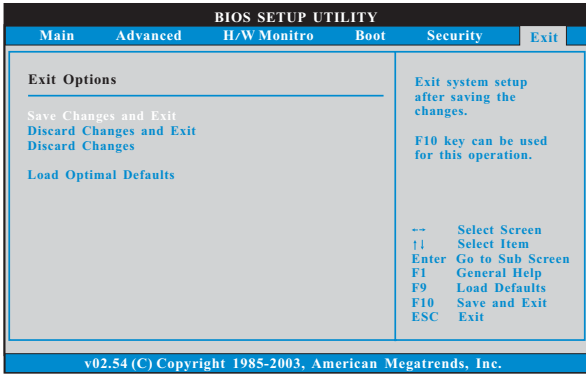 BIOS SETUP UTILITY
Main Advanced H/W Monitro Boot Security Exit
Exit Options
Save Changes and Exit
Discard Changes and Exit
Discard Changes
Load Optimal Defaults
Exit system setup
after saving the
changes.
F10 key can be used
for this operation.
←→ Select Screen
↑↓ Select Item
Enter Go to Sub Screen
F1 General Help
F9 Load Defaults
F10 Save and Exit
ESC Exit
v02.54 (C) Copyright 1985-2003, American Megatrends, Inc.